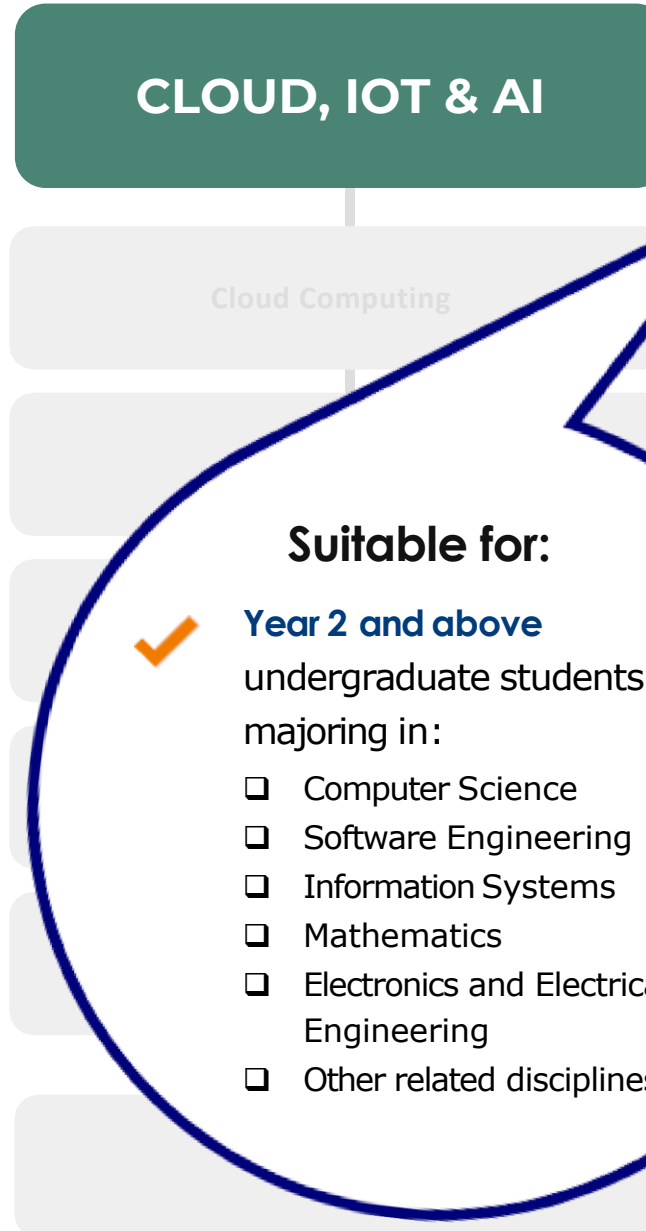 CLOUD, IOT & AI
Cloud Computing
Suitable for:
Year 2 and above
undergraduate students
majoring in:
❑ Computer Science
❑ Software Engineering
❑ Information Systems
❑ Mathematics
❑ Electronics and Electrica
Engineering
❑ Other related disciplines